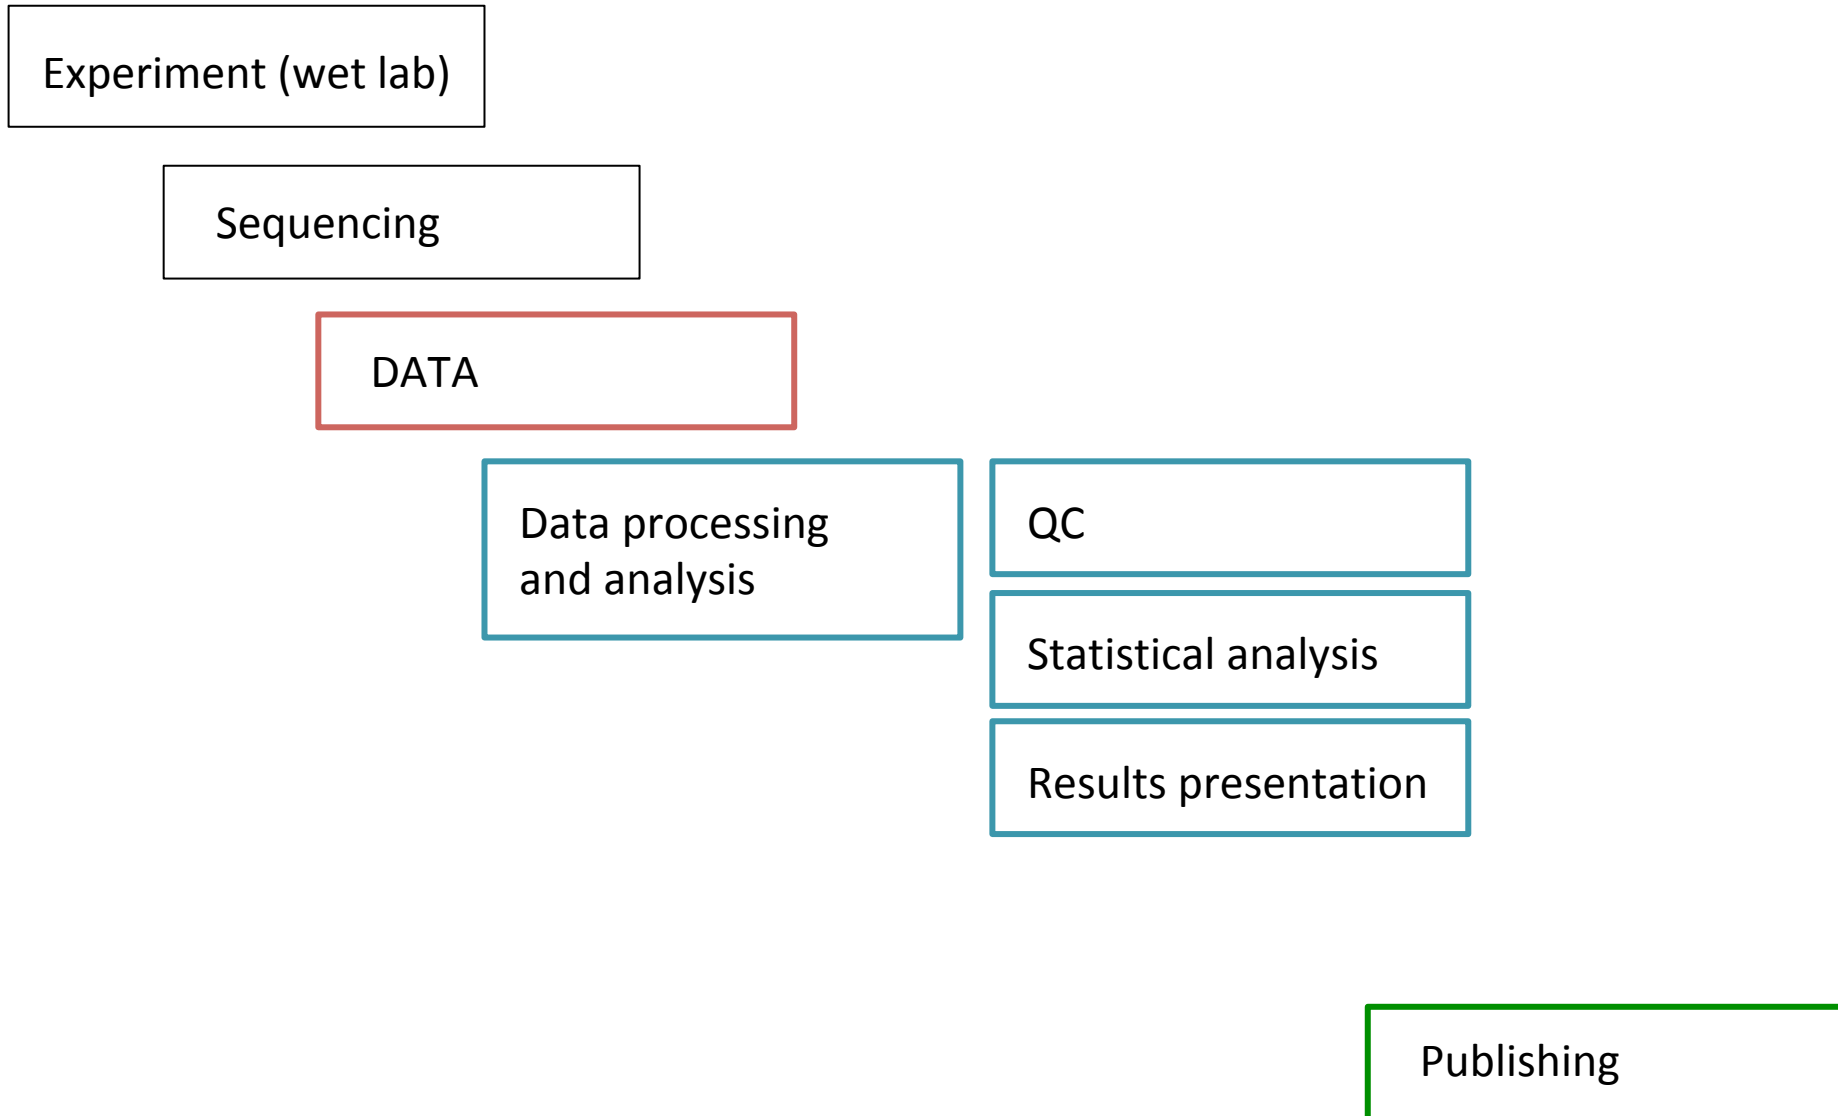 Experiment (wet lab)
Sequencing
DATA
Data processing
and analysis
QC
Statistical analysis
Results presentation
Publishing